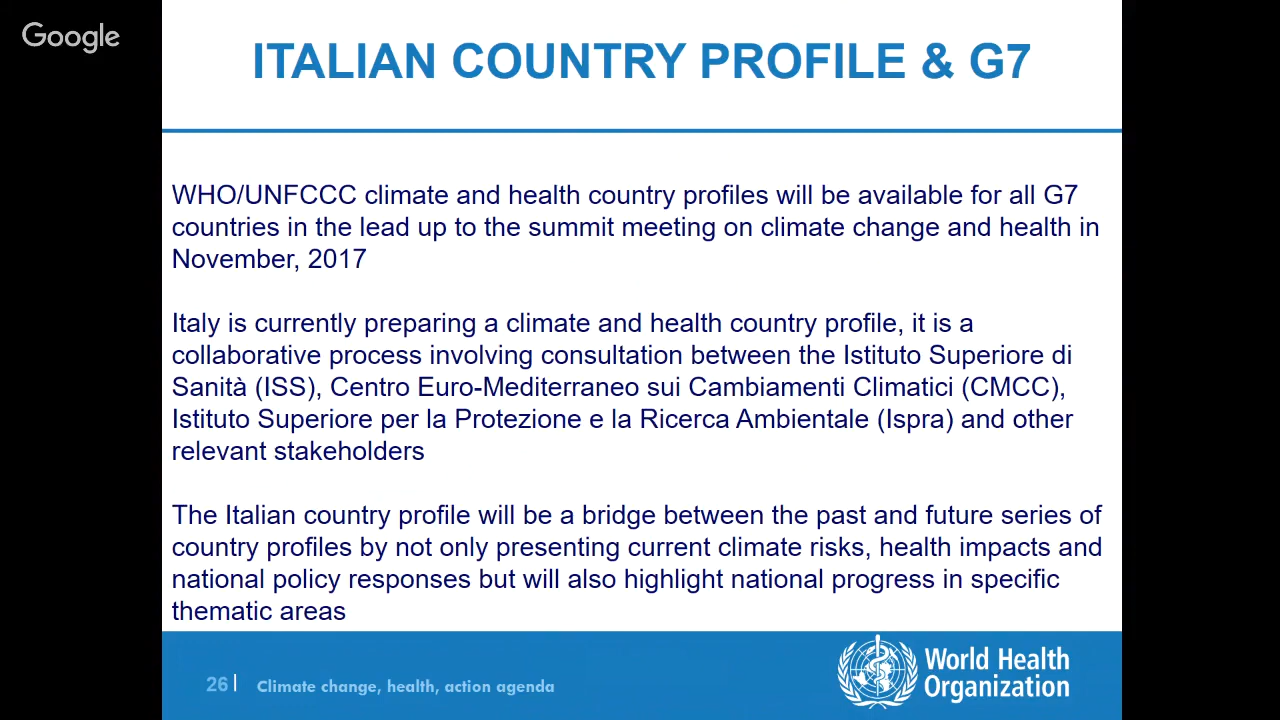 Google
ITALIAN COUNTRY PROFILE & G7
WHO/UNFCCC climate and health country profiles will be available for all G7
countries in the lead up to the summit meeting on climate change and health in
November, 2017
Italy is currently preparing a climate and health country profile, it is a
collaborative process involving consultation between the Istituto Superiore di
Sanità (ISS), Centro Euro-Mediterraneo sui Cambiamenti Climatici (CMCC),
Istituto Superiore per la Protezione e la Ricerca Ambientale (Ispra) and other
relevant stakeholders
The Italian country profile will be a bridge between the past and future series of
country profiles by not only presenting current climate risks, health impacts and
national policy responses but will also highlight national progress in specific
thematic areas
26 | Climate change, health, action agenda
World Health
Organization